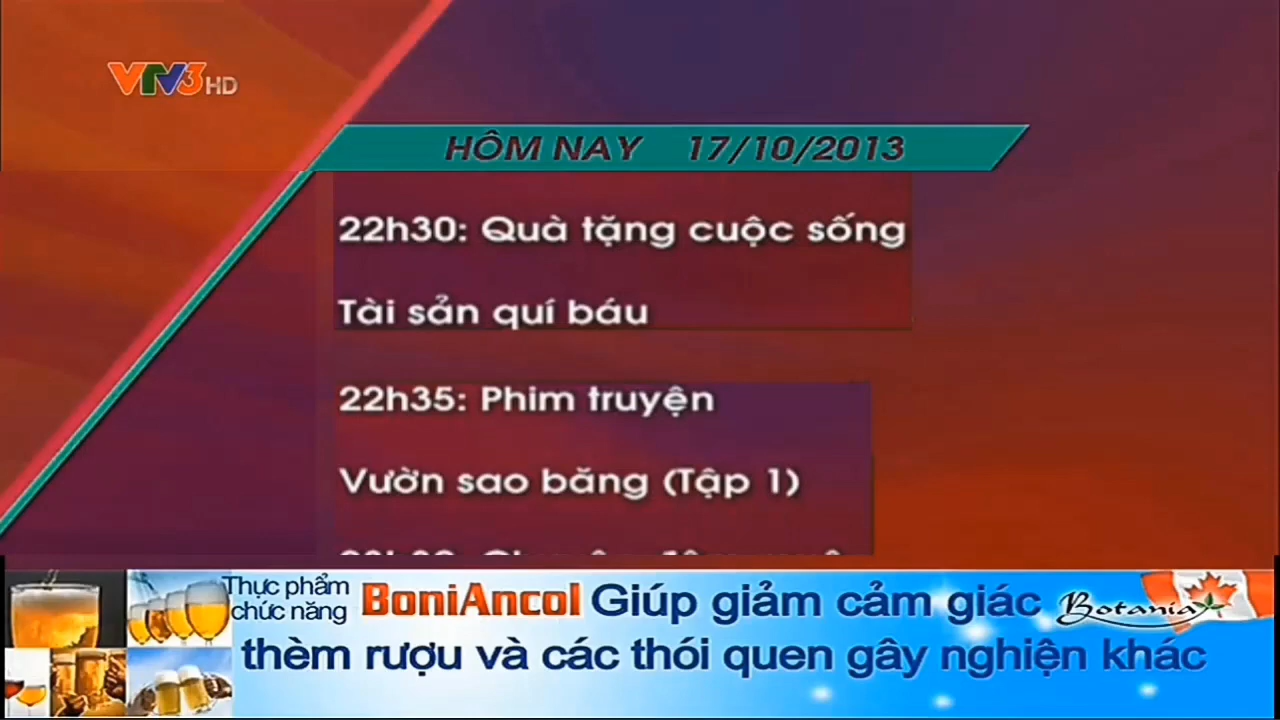 VTV3 HD
HÔM NAY 17/10/2013
22h30: Quà tặng cuộc sống
Tài sản quí báu
22h35: Phim truyện
Vườn sao băng (Tập 1)
Thực phẩm
chức năng
BoniAncol Giúp giảm cảm giác
Botania
thèm rượu và các thói quen gây nghiện khác